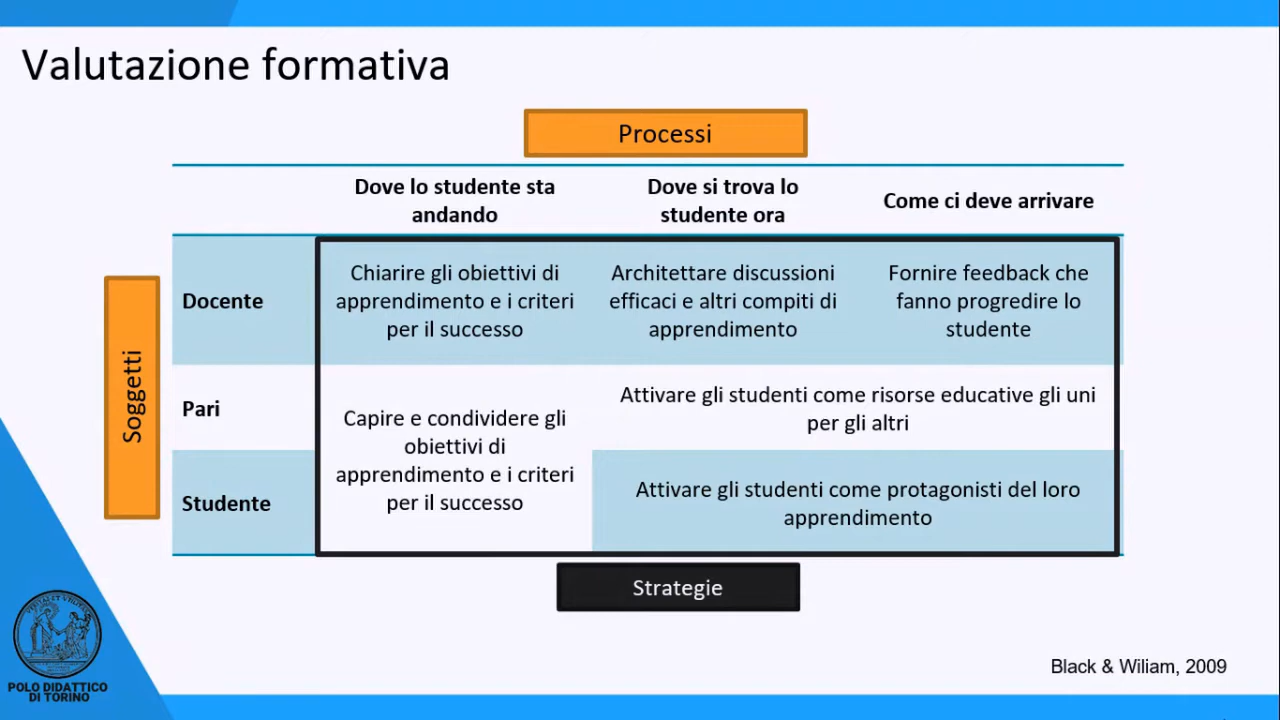 Valutazione formativa
Processi
Dove lo studente sta
andando
Dove si trova lo
studente ora
Come ci deve arrivare
Soggetti
Docente
Chiarire gli obiettivi di
apprendimento e i criteri
per il successo
Architettare discussioni
efficaci e altri compiti di
apprendimento
Fornire feedback che
fanno progredire lo
studente
Pari
Capire e condividere gli
obiettivi di
apprendimento e i criteri
per il successo
Attivare gli studenti come risorse educative gli uni
per gli altri
Studente
Attivare gli studenti come protagonisti del loro
apprendimento
Strategie
Black & Wiliam, 2009
POLO DIDATTICO
DI TORINO